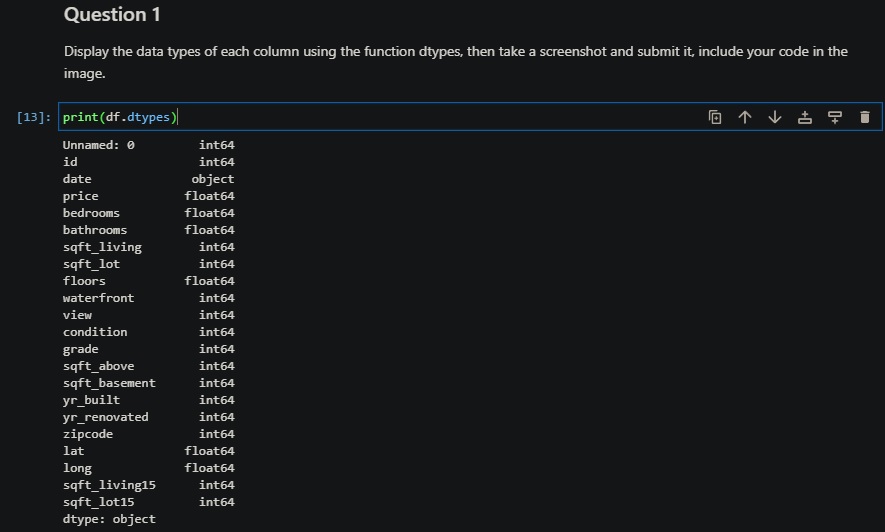 Question 1
Display the data types of each column using the function dtypes, then take a screenshot and submit it, include your code in the
image.
[13]: print(df.dtypes)
Unnamed: 0 int64
id int64
date object
price float64
bedrooms float64
bathrooms float64
sqft_living int64
sqft_lot int64
floors float64
waterfront int64
view int64
condition int64
grade int64
sqft_above int64
sqft_basement int64
yr_built int64
yr_renovated int64
zipcode int64
lat float64
long float64
sqft_living15 int64
sqft_lot15 int64
dtype: object